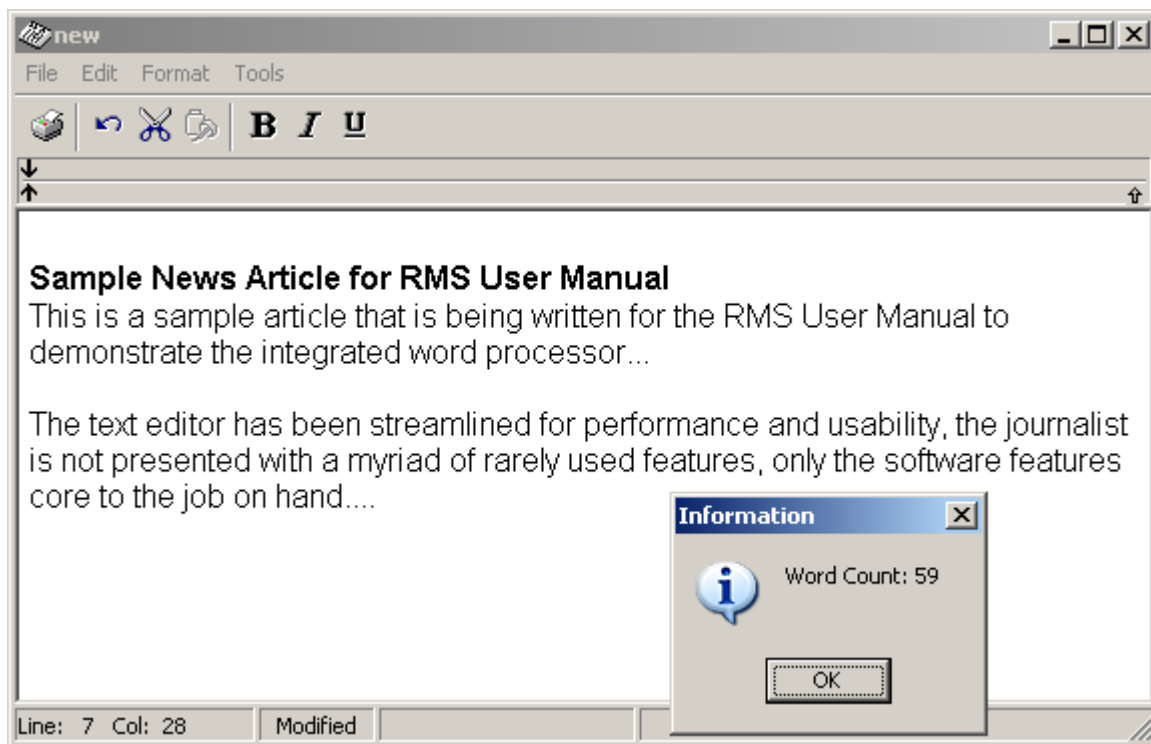 new
File Edit Format Tools
B I U
Sample News Article for RMS User Manual
This is a sample article that is being written for the RMS User Manual to
demonstrate the integrated word processor...
The text editor has been streamlined for performance and usability, the journalist
is not presented with a myriad of rarely used features, only the software features
core to the job on hand....
Information
Word Count: 59
OK
Line: 7 Col: 28 Modified